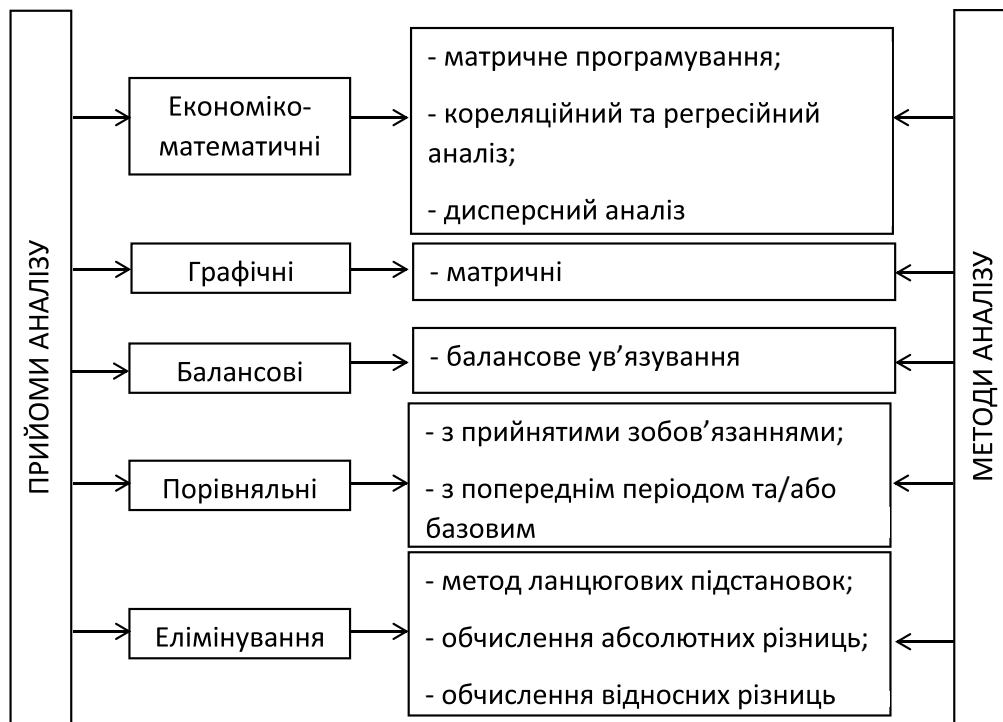 ПРИЙОМИ АНАЛІЗУ
Економіко-
математичні
- матричне програмування;
- кореляційний та регресійний
аналіз;
- дисперсний аналіз
Графічні
- матричні
Балансові
- балансове ув’язування
Порівняльні
- з прийнятими зобов’язаннями;
- з попереднім періодом та/або
базовим
Елімінування
- метод ланцюгових підстановок;
- обчислення абсолютних різниць;
- обчислення відносних різниць
МЕТОДИ АНАЛІЗУ